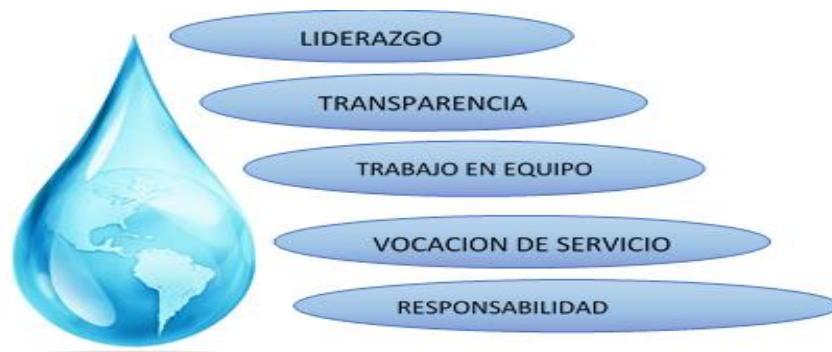 LIDERAZGO
TRANSPARENCIA
TRABAJO EN EQUIPO
VOCACION DE SERVICIO
RESPONSABILIDAD